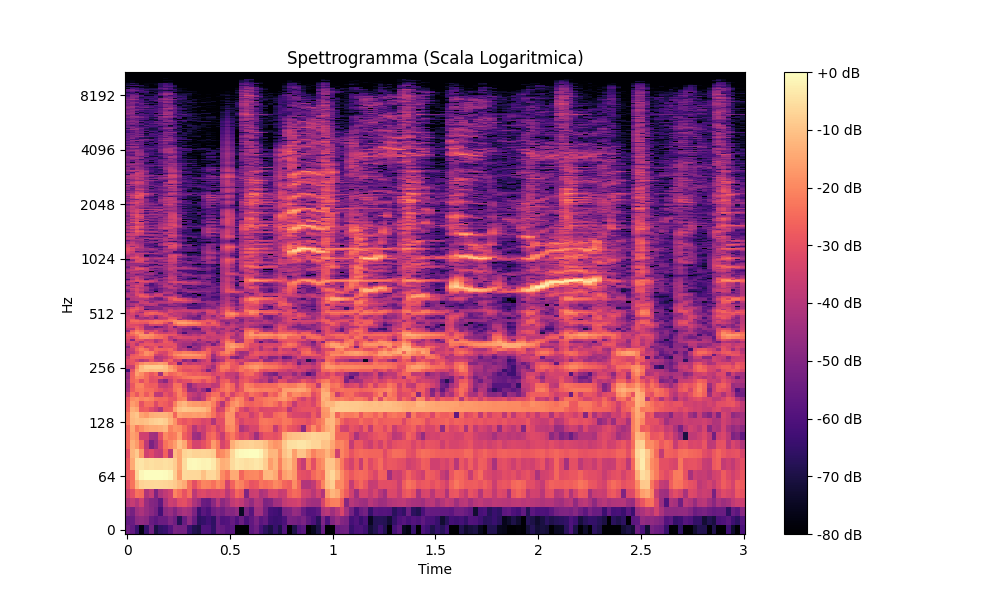 Spettrogramma (Scala Logaritmica)
Hz
8192
4096
2048
1024
512
256
128
64
0
0
0.5
1
1.5
2
2.5
3
Time
+0 dB
-10 dB
-20 dB
-30 dB
-40 dB
-50 dB
-60 dB
-70 dB
-80 dB